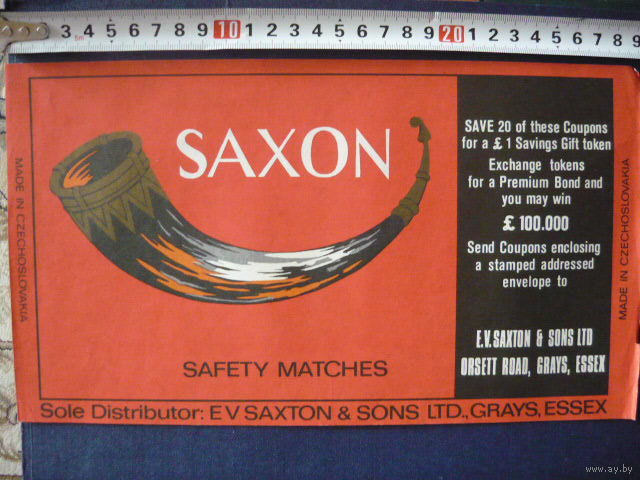 3 4 5 6 7 8 9 10 1 2 3 4 5 6 7 8 9 20 1 2 3 4 5 6 7 8 9
SAXON
SAFETY MATCHES
MADE IN CZECHOSLOVAKIA
SAVE 20 of these Coupons
for a £ 1 Savings Gift token
Exchange tokens
for a Premium Bond and
you may win
£ 100.000
Send Coupons enclosing
a stamped addressed
envelope to
E.V. SAXTON & SONS LTD
ORSETT ROAD, GRAYS, ESSEX
MADE IN CZECHOSLOVAKIA
Sole Distributor: E V SAXTON & SONS LTD., GRAYS, ESSEX
www.ay.by